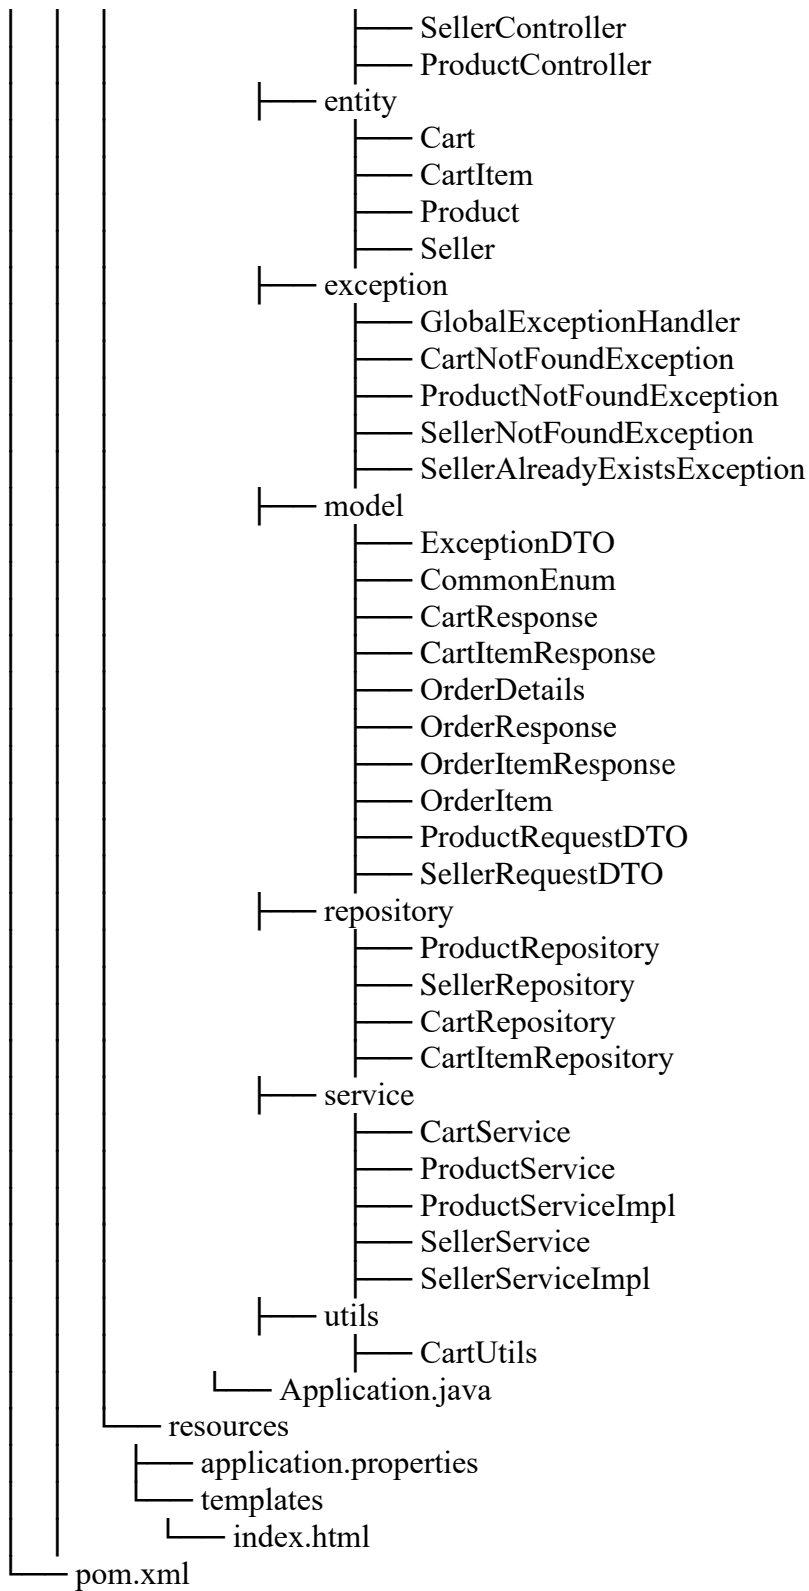 SellerController
ProductController
entity
Cart
CartItem
Product
Seller
exception
GlobalExceptionHandler
CartNotFoundException
ProductNotFoundException
SellerNotFoundException
SellerAlreadyExistsException
model
ExceptionDTO
CommonEnum
CartResponse
CartItemResponse
OrderDetails
OrderResponse
OrderItemResponse
OrderItem
ProductRequestDTO
SellerRequestDTO
repository
ProductRepository
SellerRepository
CartRepository
CartItemRepository
service
CartService
ProductService
ProductServiceImpl
SellerService
SellerServiceImpl
utils
CartUtils
Application.java
resources
application.properties
templates
index.html
pom.xml